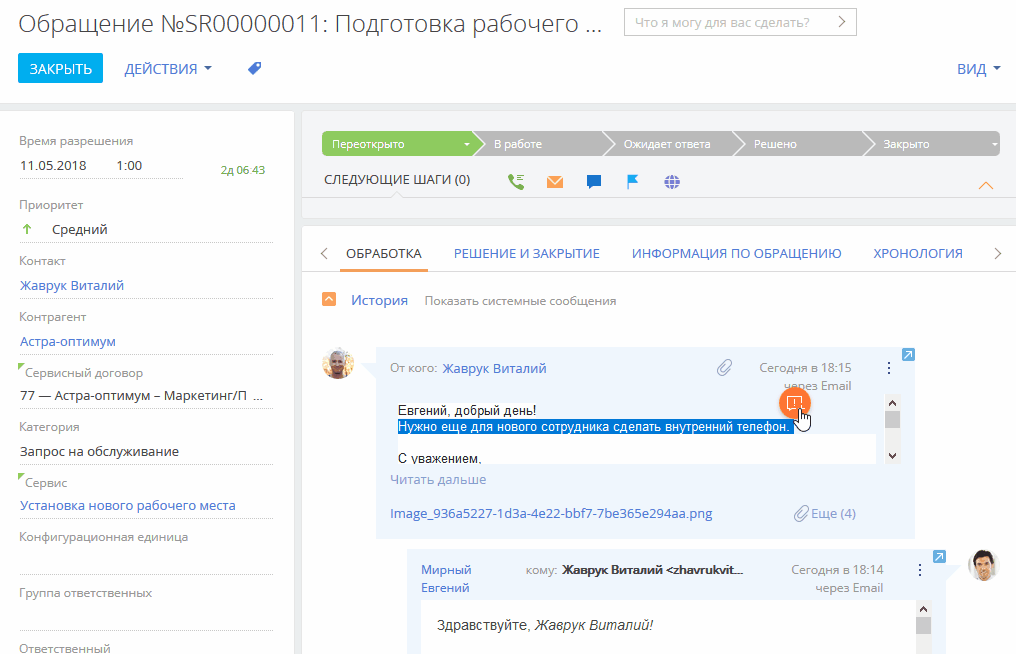 Обращение №SR00000011: Подготовка рабочего ...
Что я могу для вас сделать?
ЗАКРЫТЬ
ДЕЙСТВИЯ
ВИД
Время разрешения
11.05.2018 1:00
2д 06:43
Приоритет
Средний
Контакт
Жаврук Виталий
Контрагент
Астра-оптимум
Сервисный договор
77 — Астра-оптимум – Маркетинг/П ...
Категория
Запрос на обслуживание
Сервис
Установка нового рабочего места
Конфигурационная единица
Группа ответственных
Ответственный
Переоткрыто
В работе
Ожидает ответа
Решено
Закрыто
СЛЕДУЮЩИЕ ШАГИ (0)
ОБРАБОТКА
РЕШЕНИЕ И ЗАКРЫТИЕ
ИНФОРМАЦИЯ ПО ОБРАЩЕНИЮ
ХРОНОЛОГИЯ
История
Показать системные сообщения
От кого: Жаврук Виталий
Сегодня в 18:15
через Email
Евгений, добрый день!
Нужно еще для нового сотрудника сделать внутренний телефон.
С уважением,
Читать дальше
Image_936a5227-1d3a-4e22-bbf7-7be365e294aa.png
Еще (4)
Мирный
Евгений
кому: Жаврук Виталий <zhavrukvit...
Сегодня в 18:14
через Email
Здравствуйте, Жаврук Виталий!